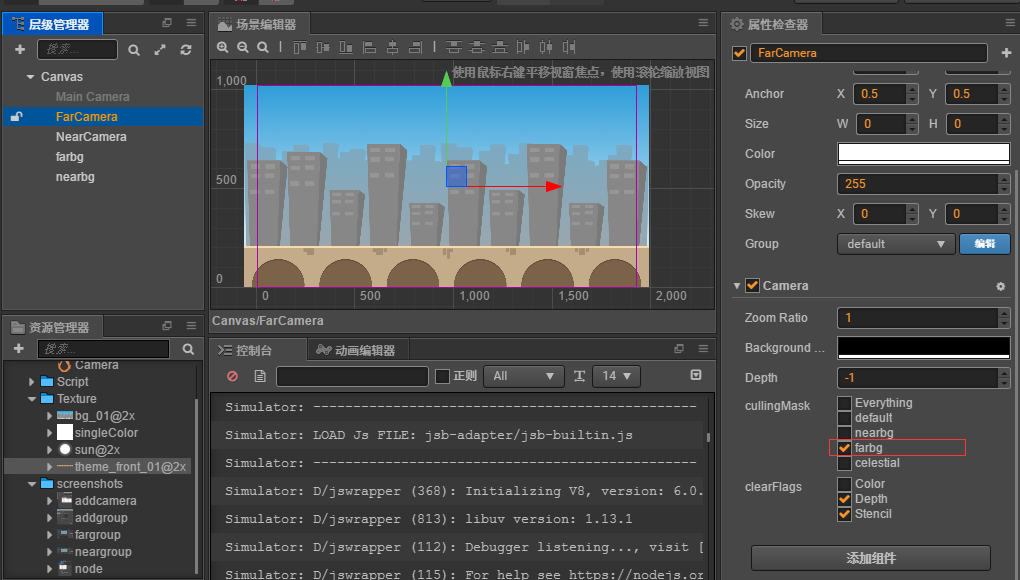 层级管理器
搜索...
Canvas
Main Camera
FarCamera
NearCamera
farbg
nearbg
资源管理器
搜索...
Camera
Script
Texture
bg_01@2x
singleColor
sun@2x
theme_front_01@2x
screenshots
addcamera
addgroup
fargroup
neargroup
node
场景编辑器
使用鼠标右键平移视窗焦点，使用滚轮缩放视图
1,000
500
0
0
500
1,000
1,500
2,000
Canvas/FarCamera
控制台
动画编辑器
正则
All
14
Simulator: ------------------------------------------------
Simulator: LOAD Js FILE: jsb-adapter/jsb-builtin.js
Simulator: ------------------------------------------------
Simulator: D/jswrapper (368): Initializing V8, version: 6.0.
Simulator: D/jswrapper (813): libuv version: 1.13.1
Simulator: D/jswrapper (112): Debugger listening..., visit [
Simulator: D/jswrapper (115): For help see https://nodejs.or
属性检查器
FarCamera
Anchor X 0.5 Y 0.5
Size W 0 H 0
Color
Opacity 255
Skew X 0 Y 0
Group default 编辑
Camera
Zoom Ratio 1
Background ...
Depth -1
cullingMask Everything
default
nearbg
farbg
celestial
clearFlags Color
Depth
Stencil
添加组件